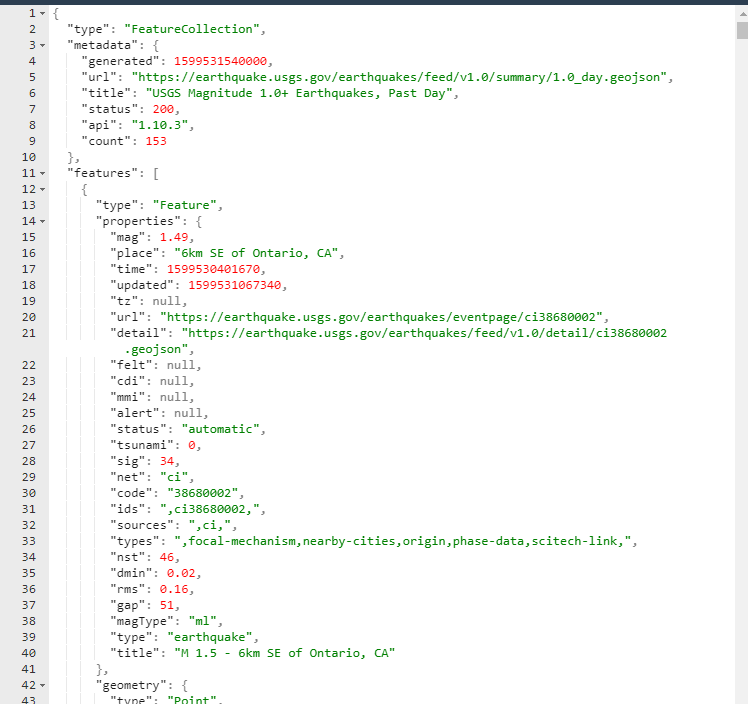 1 {
2 "type": "FeatureCollection",
3 "metadata": {
4 "generated": 1599531540000,
5 "url": "https://earthquake.usgs.gov/earthquakes/feed/v1.0/summary/1.0_day.geojson",
6 "title": "USGS Magnitude 1.0+ Earthquakes, Past Day",
7 "status": 200,
8 "api": "1.10.3",
9 "count": 153
10 },
11 "features": [
12 {
13 "type": "Feature",
14 "properties": {
15 "mag": 1.49,
16 "place": "6km SE of Ontario, CA",
17 "time": 1599530401670,
18 "updated": 1599531067340,
19 "tz": null,
20 "url": "https://earthquake.usgs.gov/earthquakes/eventpage/ci38680002",
21 "detail": "https://earthquake.usgs.gov/earthquakes/feed/v1.0/detail/ci38680002
.geojson",
22 "felt": null,
23 "cdi": null,
24 "mmi": null,
25 "alert": null,
26 "status": "automatic",
27 "tsunami": 0,
28 "sig": 34,
29 "net": "ci",
30 "code": "38680002",
31 "ids": ",ci38680002,",
32 "sources": ",ci,",
33 "types": ",focal-mechanism,nearby-cities,origin,phase-data,scitech-link,",
34 "nst": 46,
35 "dmin": 0.02,
36 "rms": 0.16,
37 "gap": 51,
38 "magType": "ml",
39 "type": "earthquake",
40 "title": "M 1.5 - 6km SE of Ontario, CA"
41 },
42 "geometry": {
43 "type": "Point",